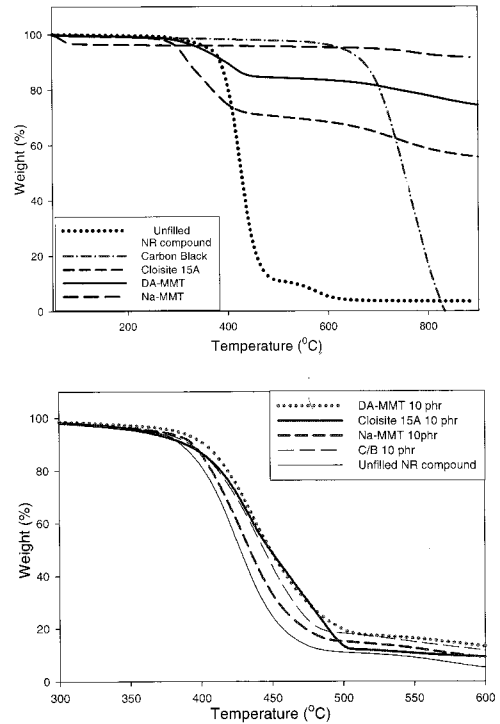 100
80
60
40
20
0
Weight (%)
Unfilled
NR compound
Carbon Black
Cloisite 15A
DA-MMT
Na-MMT
200
400
600
800
Temperature (⁰C)
100
80
60
40
20
0
Weight (%)
DA-MMT 10 phr
Cloisite 15A 10 phr
Na-MMT 10phr
C/B 10 phr
Unfilled NR compound
300
350
400
450
500
550
600
Temperature (⁰C)